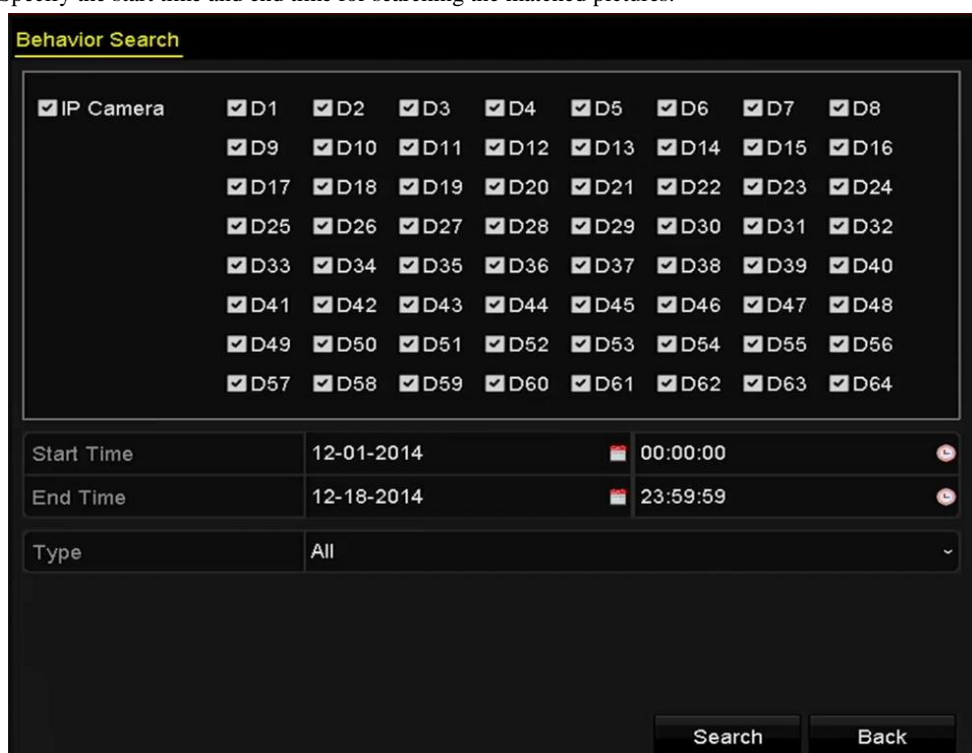 Specify the start time and end time for searching the matched pictures.
Behavior Search
IP Camera D1 D2 D3 D4 D5 D6 D7 D8
D9 D10 D11 D12 D13 D14 D15 D16
D17 D18 D19 D20 D21 D22 D23 D24
D25 D26 D27 D28 D29 D30 D31 D32
D33 D34 D35 D36 D37 D38 D39 D40
D41 D42 D43 D44 D45 D46 D47 D48
D49 D50 D51 D52 D53 D54 D55 D56
D57 D58 D59 D60 D61 D62 D63 D64
Start Time 12-01-2014 00:00:00
End Time 12-18-2014 23:59:59
Type All
Search Back